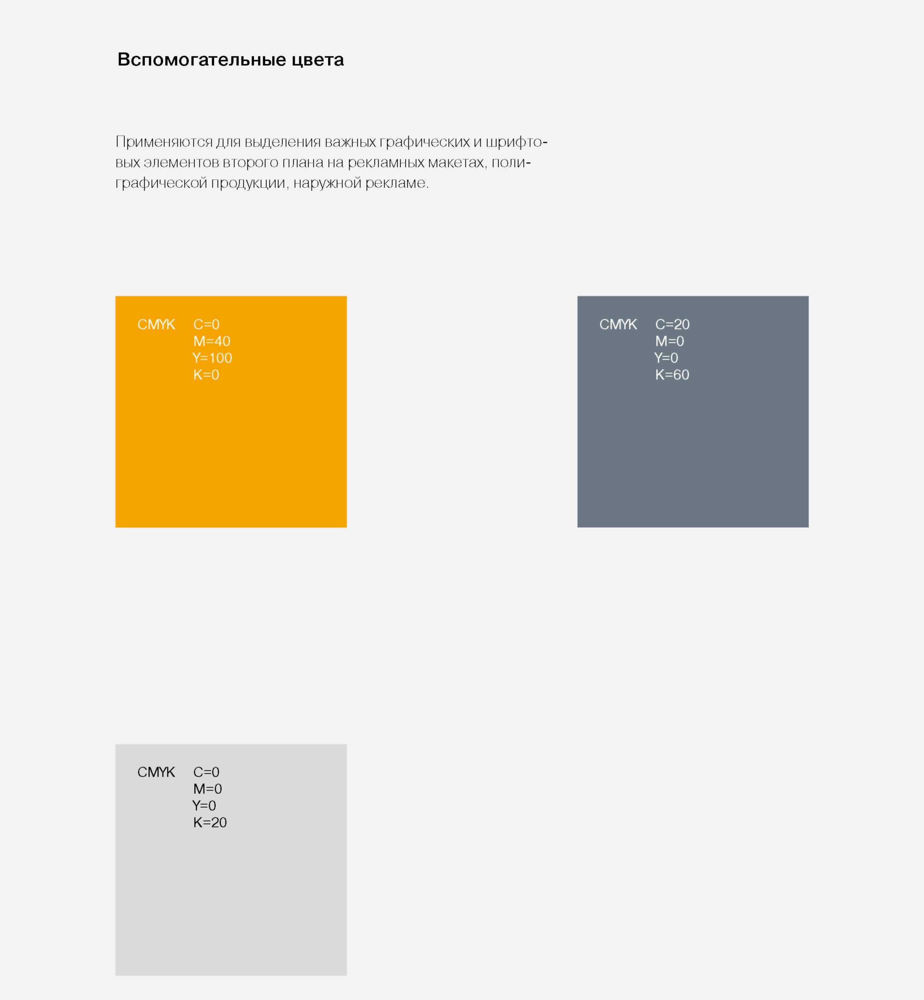 Вспомогательные цвета
Применяются для выделения важных графических и шрифто-
вых элементов второго плана на рекламных макетах, поли-
графической продукции, наружной рекламе.
CMYK C=0
M=40
Y=100
K=0
CMYK C=20
M=0
Y=0
K=60
CMYK C=0
M=0
Y=0
K=20